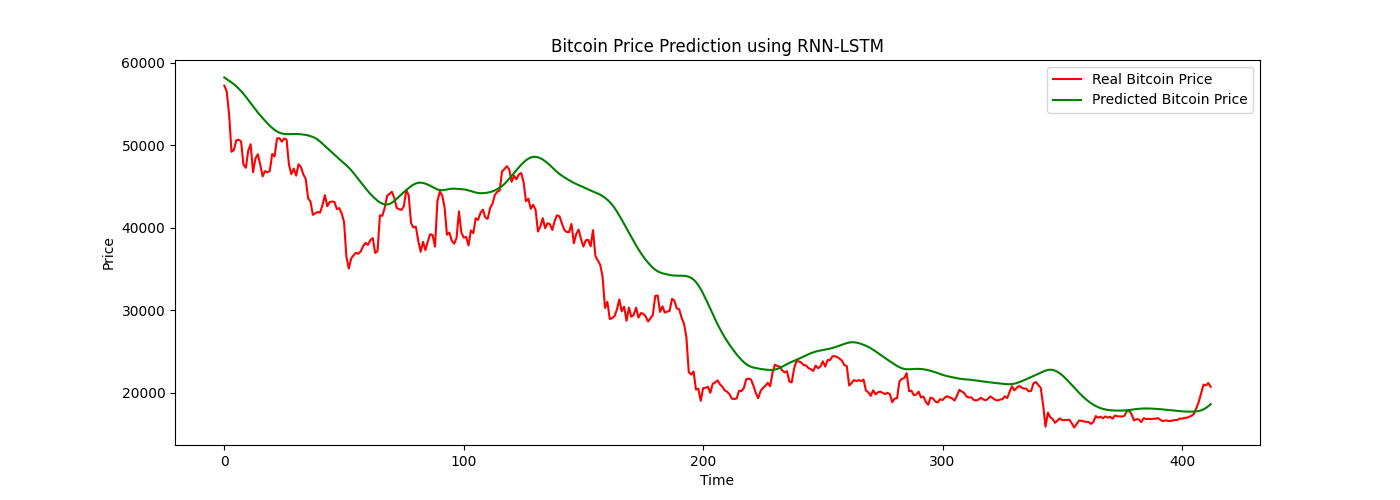 Bitcoin Price Prediction using RNN-LSTM
Real Bitcoin Price
Predicted Bitcoin Price
60000
50000
40000
30000
20000
Price
0 100 200 300 400
Time